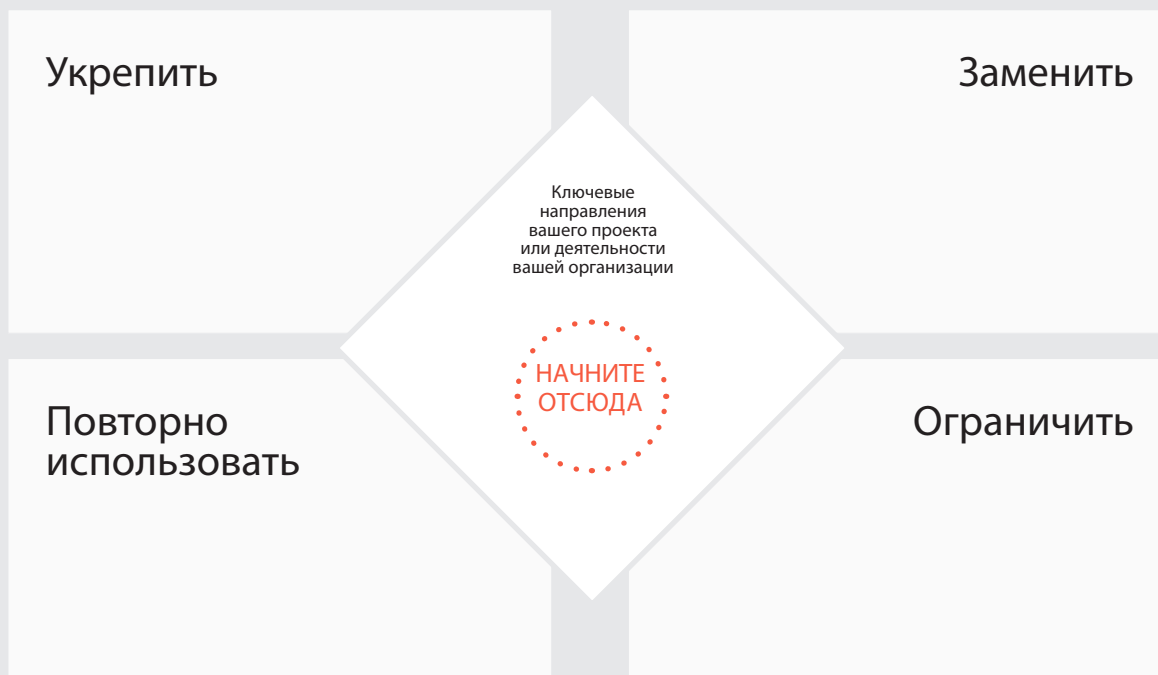 Укрепить
Заменить
Ключевые
направления
вашего проекта
или деятельности
вашей организации
НАЧНИТЕ
ОТСЮДА
Повторно
использовать
Ограничить